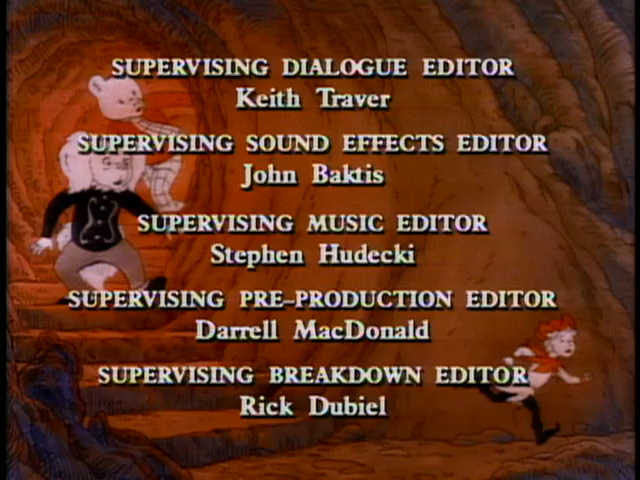 SUPERVISING DIALOGUE EDITOR
Keith Traver
SUPERVISING SOUND EFFECTS EDITOR
John Baktis
SUPERVISING MUSIC EDITOR
Stephen Hudecki
SUPERVISING PRE-PRODUCTION EDITOR
Darrell MacDonald
SUPERVISING BREAKDOWN EDITOR
Rick Dubiel